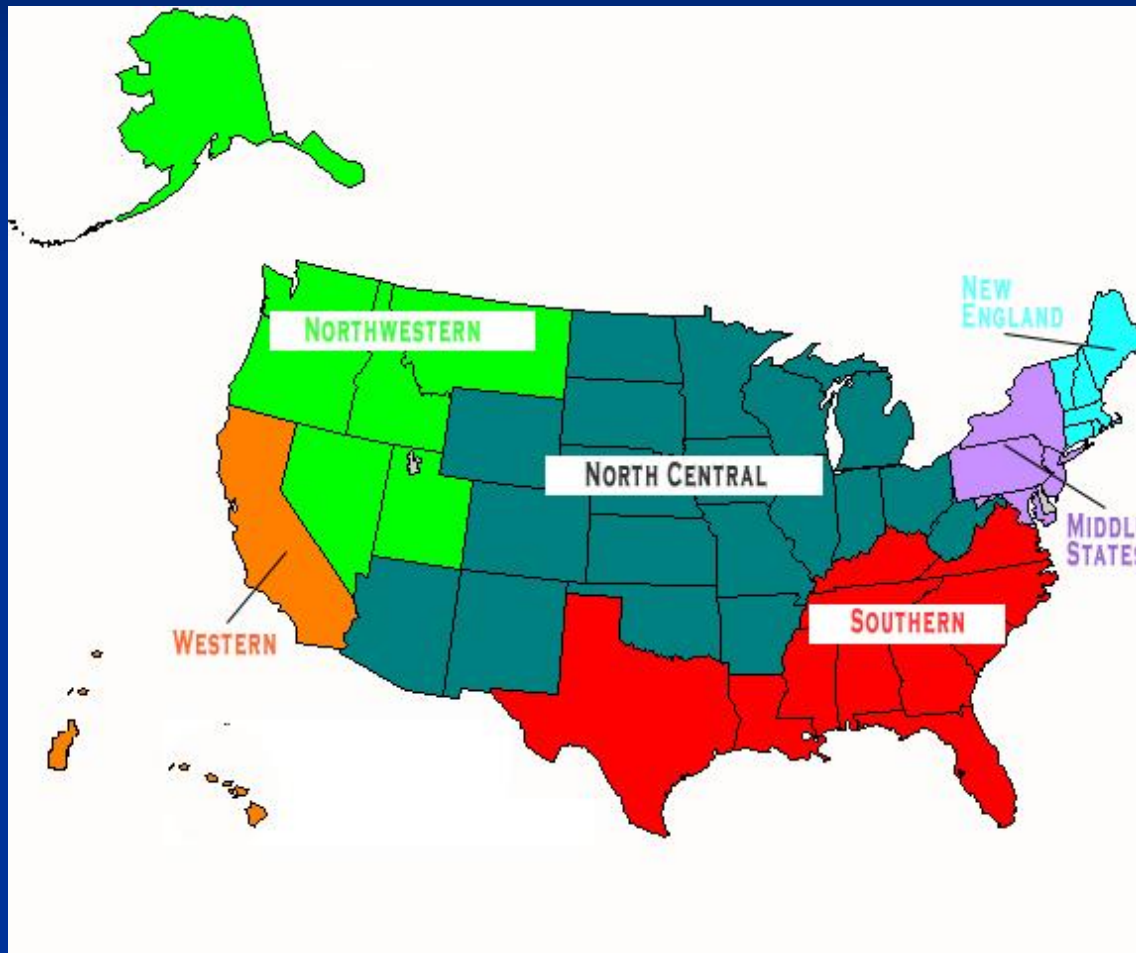 NORTHWESTERN
NEW
ENGLAND
NORTH CENTRAL
MIDDL
STATES
SOUTHERN
WESTERN